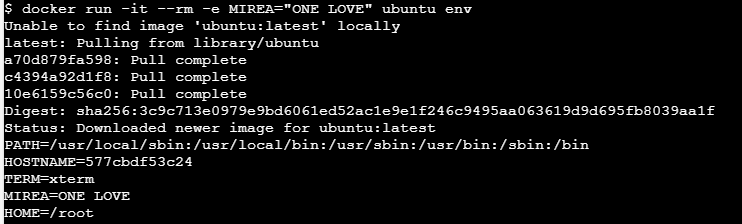 $ docker run -it --rm -e MIREA="ONE LOVE" ubuntu env
Unable to find image 'ubuntu:latest' locally
latest: Pulling from library/ubuntu
a70d879fa598: Pull complete
c4394a92d1f8: Pull complete
10e6159c56c0: Pull complete
Digest: sha256:3c9c713e0979e9bd6061ed52ac1e9e1f246c9495aa063619d9d695fb8039aa1f
Status: Downloaded newer image for ubuntu:latest
PATH=/usr/local/sbin:/usr/local/bin:/usr/sbin:/usr/bin:/sbin:/bin
HOSTNAME=577cbdf53c24
TERM=xterm
MIREA=ONE LOVE
HOME=/root